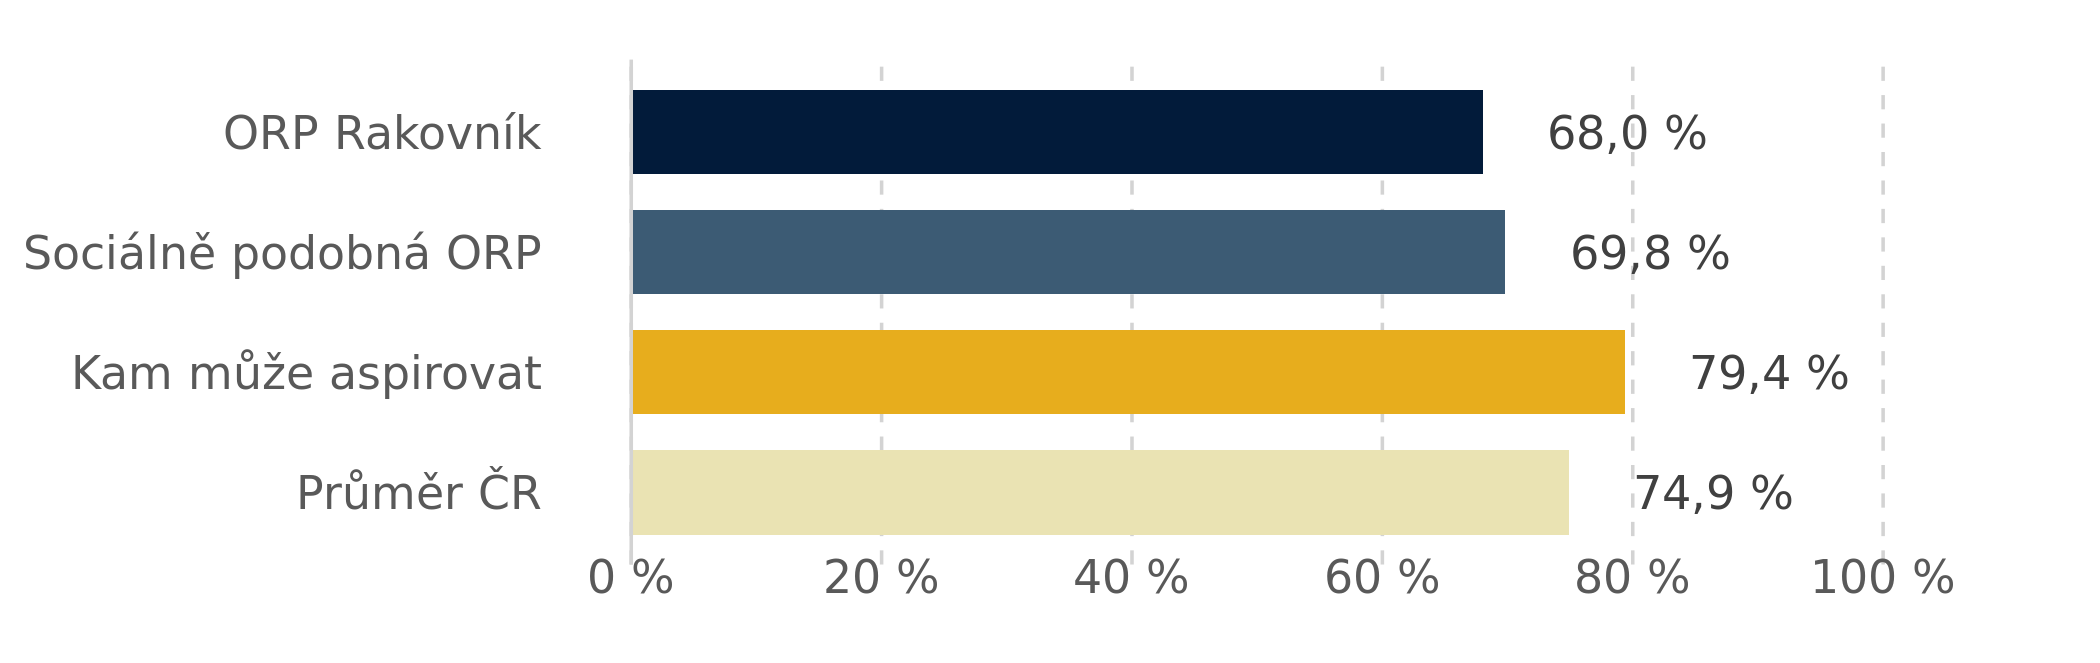 ORP Rakovník 68,0 %
Sociálně podobná ORP 69,8 %
Kam může aspirovat 79,4 %
Průměr ČR 74,9 %
0 % 20 % 40 % 60 % 80 % 100 %